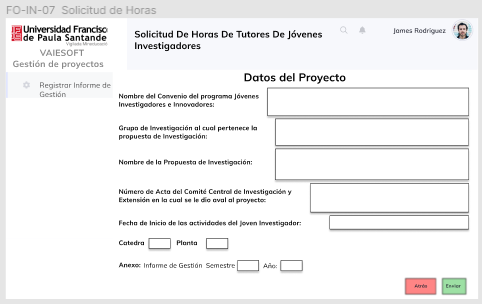 FO-IN-07 Solicitud de Horas
Universidad Francisco
de Paula Santande
Vigilada Mineducación
VAIESOFT
Gestión de proyectos
Registrar Informe de
Gestión
Solicitud De Horas De Tutores De Jóvenes
Investigadores
James Rodriguez
Datos del Proyecto
Nombre del Convenio del programa Jóvenes
Investigadores e Innovadores:
Grupo de Investigación al cual pertenece la
propuesta de Investigación:
Nombre de la Propuesta de Investigación:
Número de Acta del Comité Central de Investigación y
Extensión en la cual se le dio aval al proyecto:
Fecha de Inicio de las actividades del Joven Investigador:
Catedra Planta
Anexo: Informe de Gestión Semestre Año:
Atrás Enviar